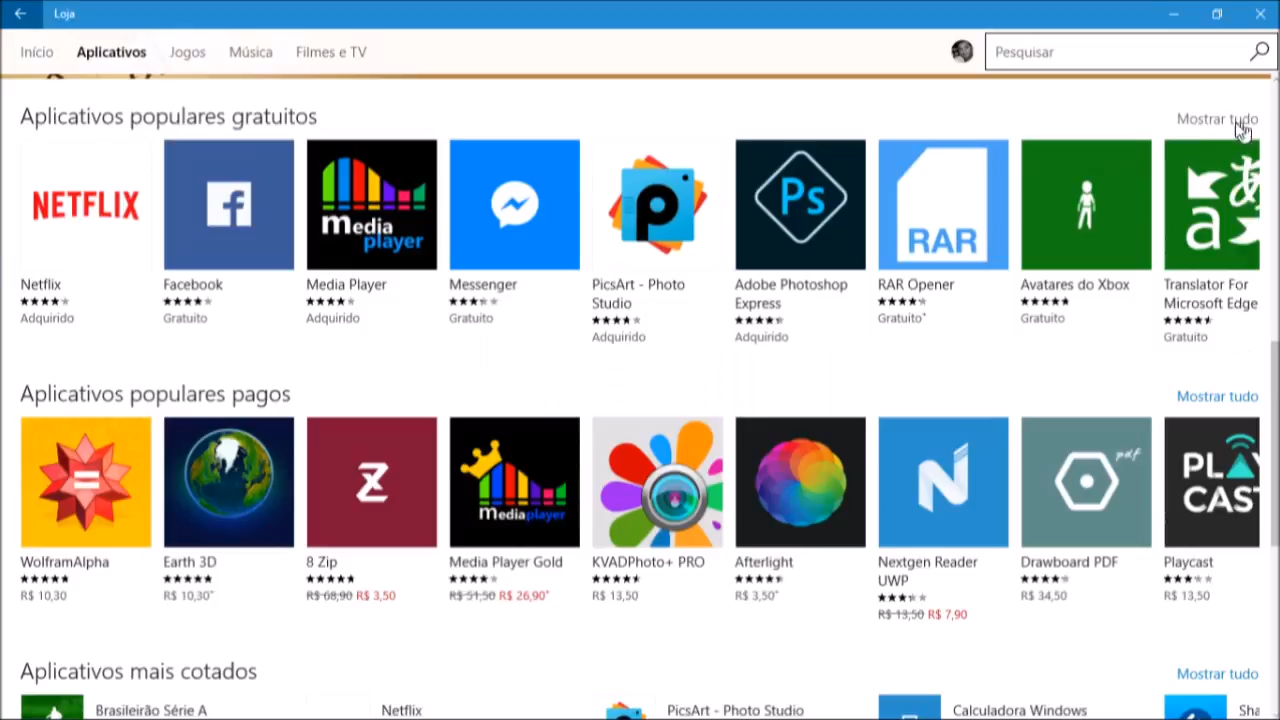 Loja
Início Aplicativos Jogos Música Filmes e TV Pesquisar
Aplicativos populares gratuitos Mostrar tudo
NETFLIX
f
media player
p
Ps
RAR
あ
a
Netflix
Adquirido
Facebook
Gratuito
Media Player
Adquirido
Messenger
Gratuito
PicsArt - Photo
Studio
Adquirido
Adobe Photoshop
Express
Adquirido
RAR Opener
Gratuito*
Avatares do Xbox
Gratuito
Translator For
Microsoft Edge
Gratuito
Aplicativos populares pagos Mostrar tudo
=
Z
mediaplayer
N
pdf
PLAY
CAST
WolframAlpha
R$ 10,30
Earth 3D
R$ 10,30*
8 Zip
R$ 68,90 R$ 3,50
Media Player Gold
R$ 51,50 R$ 26,90*
KVADPhoto+ PRO
R$ 13,50
Afterlight
R$ 3,50*
Nextgen Reader
UWP
R$ 13,50 R$ 7,90
Drawboard PDF
R$ 34,50
Playcast
R$ 13,50
Aplicativos mais cotados Mostrar tudo
Brasileirão Série A
Netflix
PicsArt - Photo Studio
Calculadora Windows
Sha